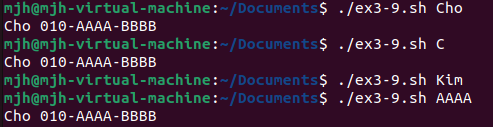 mjh@mjh-virtual-machine:~/Documents$ ./ex3-9.sh Cho
Cho 010-AAAA-BBBB
mjh@mjh-virtual-machine:~/Documents$ ./ex3-9.sh C
Cho 010-AAAA-BBBB
mjh@mjh-virtual-machine:~/Documents$ ./ex3-9.sh Kim
mjh@mjh-virtual-machine:~/Documents$ ./ex3-9.sh AAAA
Cho 010-AAAA-BBBB